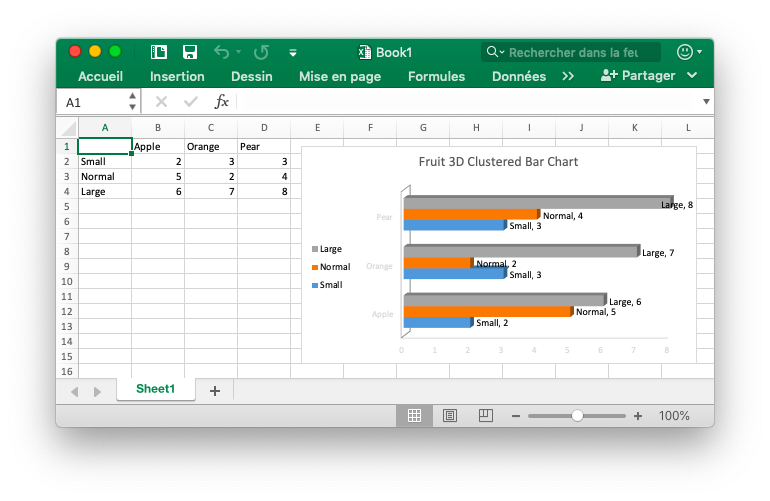 Book1
Rechercher dans la feu
Accueil Insertion Dessin Mise en page Formules Données >> Partager
A1 fx
A B C D E F G H I J K L
1 Apple Orange Pear
2 Small 2 3 3
3 Normal 5 2 4
4 Large 6 7 8
5
6
7
8
9
10
11
12
13
14
15
16
Fruit 3D Clustered Bar Chart
Large
Normal
Small
Pear
Large, 8
Normal, 4
Small, 3
Orange
Large, 7
Normal, 2
Small, 3
Apple
Large, 6
Normal, 5
Small, 2
0 1 2 3 4 5 6 7 8
Sheet1 +
100%